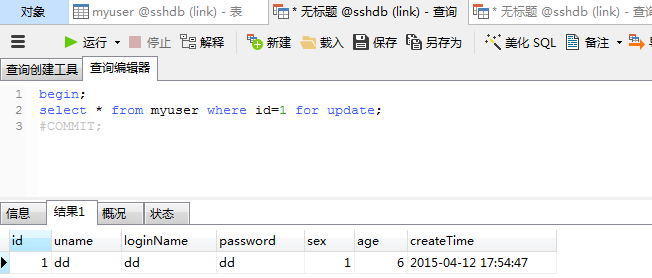 对象 myuser @sshdb (link) - 表 * 无标题 @sshdb (link) - 查询 * 无标题 @sshdb (link) - 查询
运行 停止 解释 新建 载入 保存 另存为 美化 SQL 备注
查询创建工具 查询编辑器
1 begin;
2 select * from myuser where id=1 for update;
3 #COMMIT;
信息 结果1 概况 状态
id uname loginName password sex age createTime
1 dd dd dd 1 6 2015-04-12 17:54:47